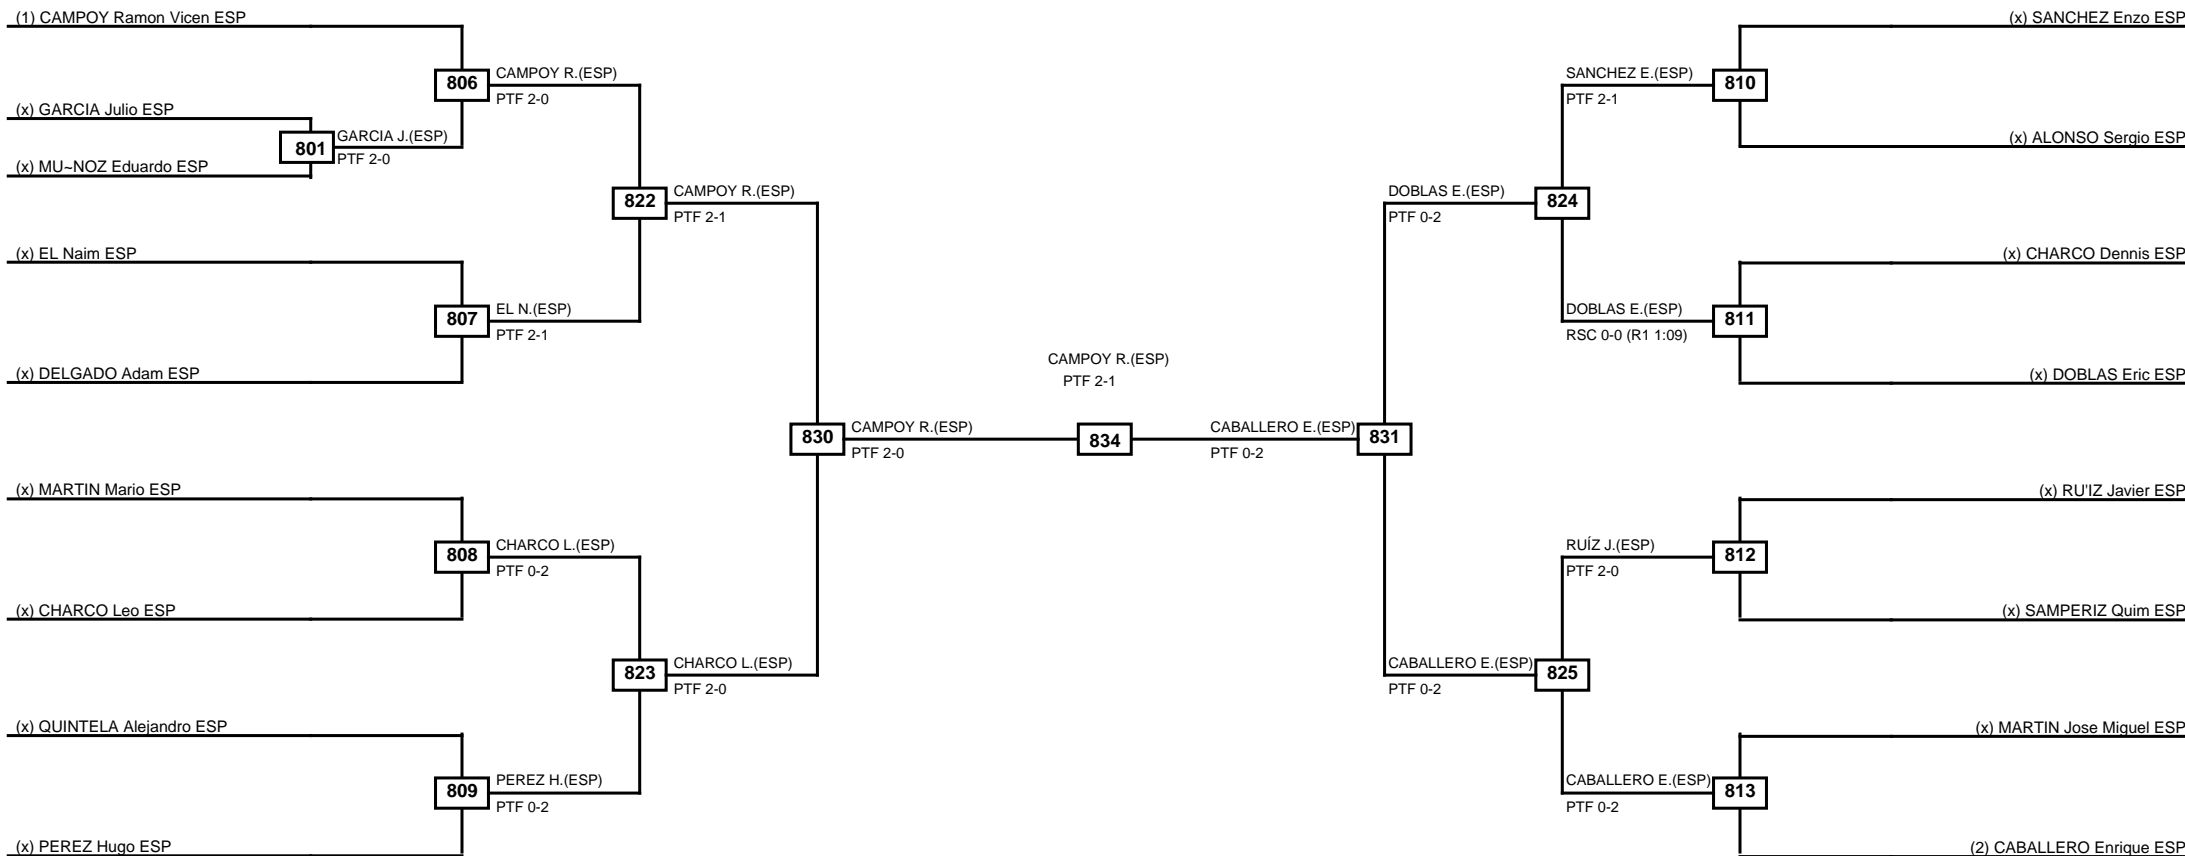 (1) CAMPOY Ramon Vicen ESP
(x) SANCHEZ Enzo ESP
806
CAMPOY R.(ESP)
PTF 2-0
SANCHEZ E.(ESP)
PTF 2-1
810
(x) GARCIA Julio ESP
801
GARCIA J.(ESP)
PTF 2-0
(x) MU~NOZ Eduardo ESP
(x) ALONSO Sergio ESP
822
CAMPOY R.(ESP)
PTF 2-1
DOBLAS E.(ESP)
PTF 0-2
824
(x) EL Naim ESP
(x) CHARCO Dennis ESP
807
EL N.(ESP)
PTF 2-1
DOBLAS E.(ESP)
RSC 0-0 (R1 1:09)
811
(x) DELGADO Adam ESP
(x) DOBLAS Eric ESP
CAMPOY R.(ESP)
PTF 2-1
830
CAMPOY R.(ESP)
PTF 2-0
834
CABALLERO E.(ESP)
PTF 0-2
831
(x) MARTIN Mario ESP
(x) RU'IZ Javier ESP
808
CHARCO L.(ESP)
PTF 0-2
RUÍZ J.(ESP)
PTF 2-0
812
(x) CHARCO Leo ESP
(x) SAMPERIZ Quim ESP
823
CHARCO L.(ESP)
PTF 2-0
CABALLERO E.(ESP)
PTF 0-2
825
(x) QUINTELA Alejandro ESP
(x) MARTIN Jose Miguel ESP
809
PEREZ H.(ESP)
PTF 0-2
CABALLERO E.(ESP)
PTF 0-2
813
(x) PEREZ Hugo ESP
(2) CABALLERO Enrique ESP